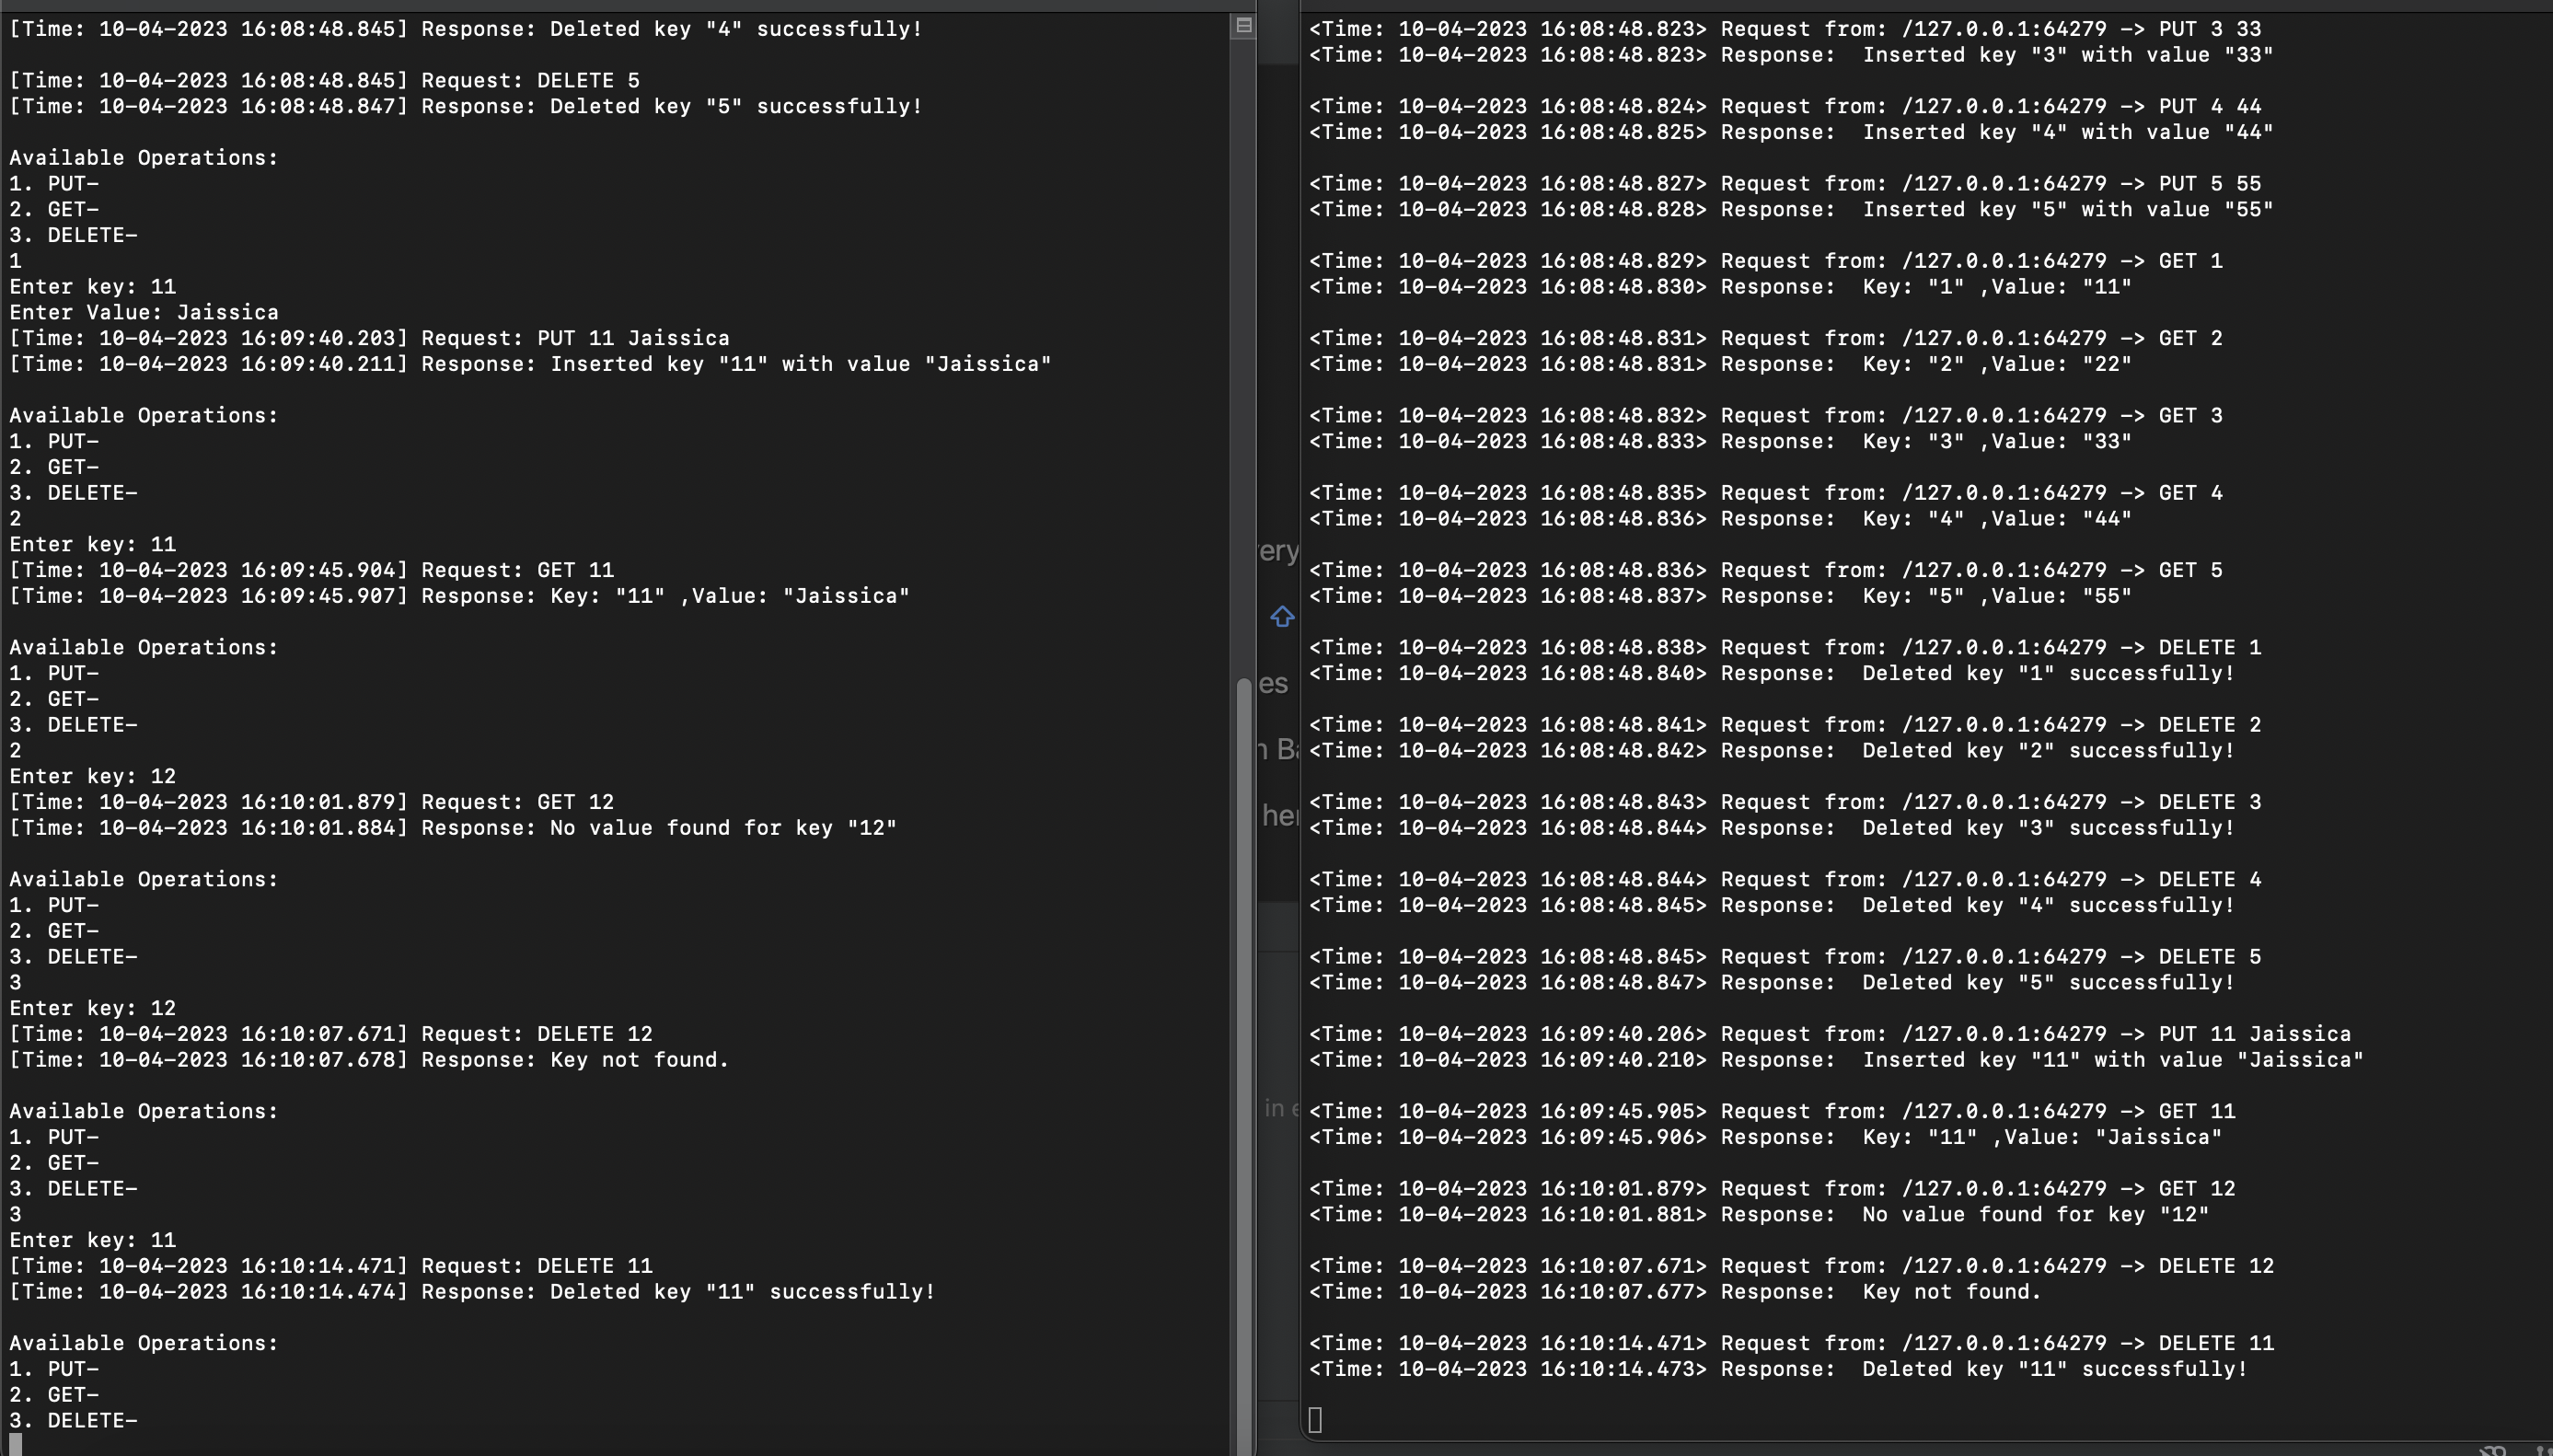 [Time: 10-04-2023 16:08:48.845] Response: Deleted key "4" successfully!
[Time: 10-04-2023 16:08:48.845] Request: DELETE 5
[Time: 10-04-2023 16:08:48.847] Response: Deleted key "5" successfully!
Available Operations:
1. PUT-
2. GET-
3. DELETE-
1
Enter key: 11
Enter Value: Jaissica
[Time: 10-04-2023 16:09:40.203] Request: PUT 11 Jaissica
[Time: 10-04-2023 16:09:40.211] Response: Inserted key "11" with value "Jaissica"
Available Operations:
1. PUT-
2. GET-
3. DELETE-
2
Enter key: 11
[Time: 10-04-2023 16:09:45.904] Request: GET 11
[Time: 10-04-2023 16:09:45.907] Response: Key: "11" ,Value: "Jaissica"
Available Operations:
1. PUT-
2. GET-
3. DELETE-
2
Enter key: 12
[Time: 10-04-2023 16:10:01.879] Request: GET 12
[Time: 10-04-2023 16:10:01.884] Response: No value found for key "12"
Available Operations:
1. PUT-
2. GET-
3. DELETE-
3
Enter key: 12
[Time: 10-04-2023 16:10:07.671] Request: DELETE 12
[Time: 10-04-2023 16:10:07.678] Response: Key not found.
Available Operations:
1. PUT-
2. GET-
3. DELETE-
3
Enter key: 11
[Time: 10-04-2023 16:10:14.471] Request: DELETE 11
[Time: 10-04-2023 16:10:14.474] Response: Deleted key "11" successfully!
Available Operations:
1. PUT-
2. GET-
3. DELETE-
<Time: 10-04-2023 16:08:48.823> Request from: /127.0.0.1:64279 -> PUT 3 33
<Time: 10-04-2023 16:08:48.823> Response:  Inserted key "3" with value "33"
<Time: 10-04-2023 16:08:48.824> Request from: /127.0.0.1:64279 -> PUT 4 44
<Time: 10-04-2023 16:08:48.825> Response:  Inserted key "4" with value "44"
<Time: 10-04-2023 16:08:48.827> Request from: /127.0.0.1:64279 -> PUT 5 55
<Time: 10-04-2023 16:08:48.828> Response:  Inserted key "5" with value "55"
<Time: 10-04-2023 16:08:48.829> Request from: /127.0.0.1:64279 -> GET 1
<Time: 10-04-2023 16:08:48.830> Response:  Key: "1" ,Value: "11"
<Time: 10-04-2023 16:08:48.831> Request from: /127.0.0.1:64279 -> GET 2
<Time: 10-04-2023 16:08:48.831> Response:  Key: "2" ,Value: "22"
<Time: 10-04-2023 16:08:48.832> Request from: /127.0.0.1:64279 -> GET 3
<Time: 10-04-2023 16:08:48.833> Response:  Key: "3" ,Value: "33"
<Time: 10-04-2023 16:08:48.835> Request from: /127.0.0.1:64279 -> GET 4
<Time: 10-04-2023 16:08:48.836> Response:  Key: "4" ,Value: "44"
<Time: 10-04-2023 16:08:48.836> Request from: /127.0.0.1:64279 -> GET 5
<Time: 10-04-2023 16:08:48.837> Response:  Key: "5" ,Value: "55"
<Time: 10-04-2023 16:08:48.838> Request from: /127.0.0.1:64279 -> DELETE 1
<Time: 10-04-2023 16:08:48.840> Response:  Deleted key "1" successfully!
<Time: 10-04-2023 16:08:48.841> Request from: /127.0.0.1:64279 -> DELETE 2
<Time: 10-04-2023 16:08:48.842> Response:  Deleted key "2" successfully!
<Time: 10-04-2023 16:08:48.843> Request from: /127.0.0.1:64279 -> DELETE 3
<Time: 10-04-2023 16:08:48.844> Response:  Deleted key "3" successfully!
<Time: 10-04-2023 16:08:48.844> Request from: /127.0.0.1:64279 -> DELETE 4
<Time: 10-04-2023 16:08:48.845> Response:  Deleted key "4" successfully!
<Time: 10-04-2023 16:08:48.845> Request from: /127.0.0.1:64279 -> DELETE 5
<Time: 10-04-2023 16:08:48.847> Response:  Deleted key "5" successfully!
<Time: 10-04-2023 16:09:40.206> Request from: /127.0.0.1:64279 -> PUT 11 Jaissica
<Time: 10-04-2023 16:09:40.210> Response:  Inserted key "11" with value "Jaissica"
<Time: 10-04-2023 16:09:45.905> Request from: /127.0.0.1:64279 -> GET 11
<Time: 10-04-2023 16:09:45.906> Response:  Key: "11" ,Value: "Jaissica"
<Time: 10-04-2023 16:10:01.879> Request from: /127.0.0.1:64279 -> GET 12
<Time: 10-04-2023 16:10:01.881> Response:  No value found for key "12"
<Time: 10-04-2023 16:10:07.671> Request from: /127.0.0.1:64279 -> DELETE 12
<Time: 10-04-2023 16:10:07.677> Response:  Key not found.
<Time: 10-04-2023 16:10:14.471> Request from: /127.0.0.1:64279 -> DELETE 11
<Time: 10-04-2023 16:10:14.473> Response:  Deleted key "11" successfully!